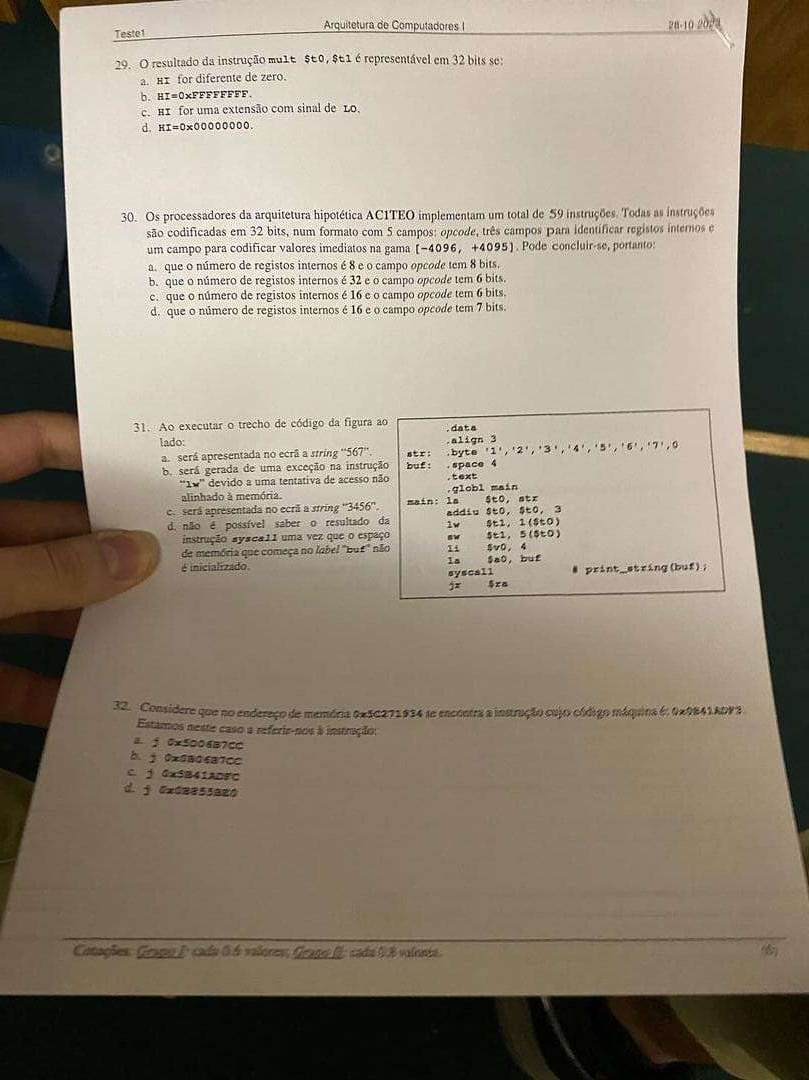 Teste1
Arquitetura de Computadores I
28-10-2023
29. O resultado da instrução mult $t0,$t1 é representável em 32 bits se:
a. HI for diferente de zero.
b. HI=0xFFFFFFFF.
c. HI for uma extensão com sinal de LO.
d. HI=0x00000000.
30. Os processadores da arquitetura hipotética AC1TEO implementam um total de 59 instruções. Todas as instruções
são codificadas em 32 bits, num formato com 5 campos: opcode, três campos para identificar registos internos e
um campo para codificar valores imediatos na gama [-4096, +4095]. Pode concluir-se, portanto:
a. que o número de registos internos é 8 e o campo opcode tem 8 bits.
b. que o número de registos internos é 32 e o campo opcode tem 6 bits.
c. que o número de registos internos é 16 e o campo opcode tem 6 bits.
d. que o número de registos internos é 16 e o campo opcode tem 7 bits.
31. Ao executar o trecho de código da figura ao
lado:
a. será apresentada no ecrã a string "567".
b. será gerada de uma exceção na instrução
"lw" devido a uma tentativa de acesso não
alinhado à memória.
c. será apresentada no ecrã a string "3456".
d. não é possível saber o resultado da
instrução syscall uma vez que o espaço
de memória que começa no label "buf" não
é inicializado.
.data
.align 3
str: .byte '1','2','3','4','5','6','7',0
buf: .space 4
.text
.globl main
main: la $t0, str
addiu $t0, $t0, 3
lw $t1, 1($t0)
sw $t1, 5($t0)
li $v0, 4
la $a0, buf
syscall # print_string(buf);
jr $ra
32. Considere que no endereço de memória 0x5C271934 se encontra a instrução cujo código máquina é: 0x0B41ADF3.
Estamos neste caso a referir-nos à instrução:
a. j 0x5D06B7CC
b. j 0x0D06B7CC
c. j 0x5B41ADFC
d. j
Cotações: Grupo I: cada 0.6 valores; Grupo II: cada 0.8 valores.